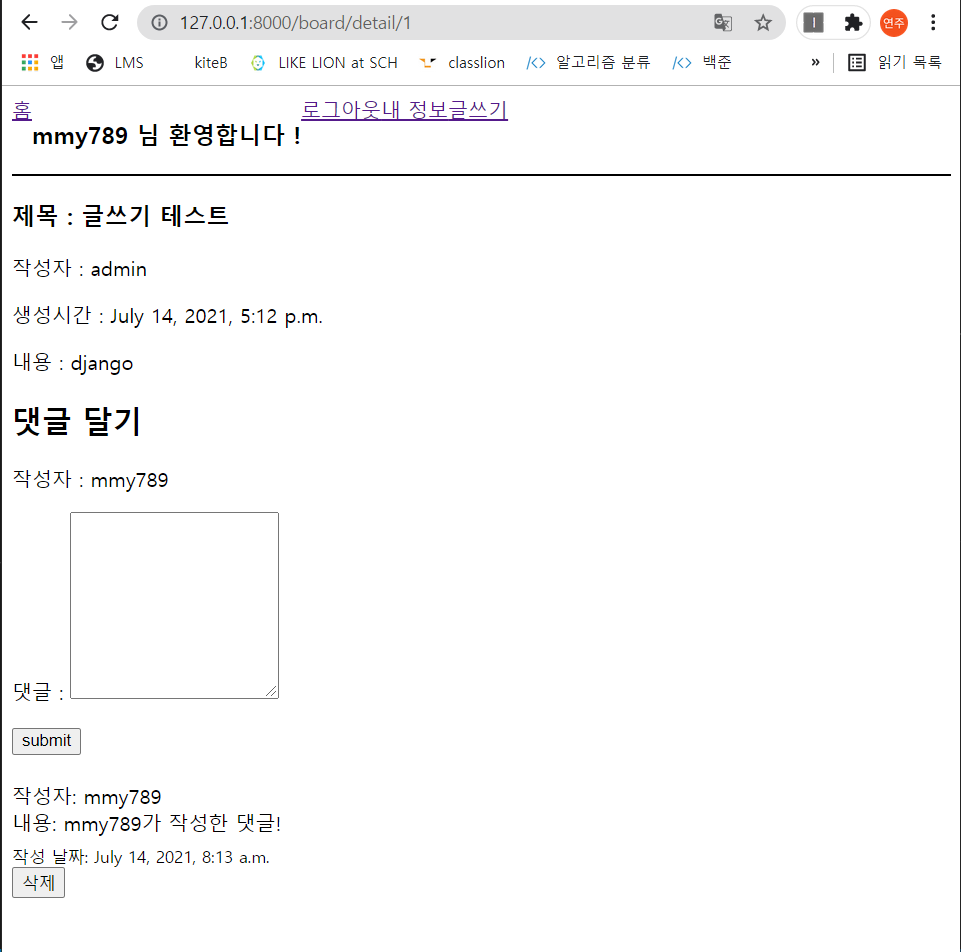 127.0.0.1:8000/board/detail/1 연주
앱 LMS kiteB LIKE LION at SCH classlion 알고리즘 분류 백준 » 읽기 목록
홈 로그아웃내 정보글쓰기
mmy789 님 환영합니다 !
제목 : 글쓰기 테스트
작성자 : admin
생성시간 : July 14, 2021, 5:12 p.m.
내용 : django
댓글 달기
작성자 : mmy789
댓글 :
submit
작성자: mmy789
내용: mmy789가 작성한 댓글!
작성 날짜: July 14, 2021, 8:13 a.m.
삭제